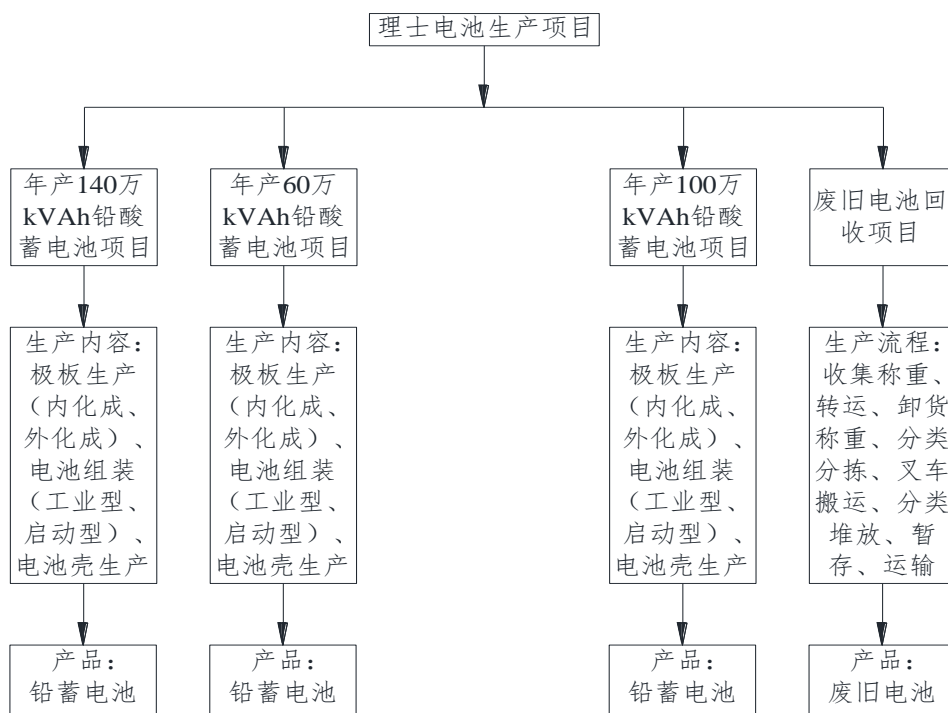 理士电池生产项目
年产140万
kVAh铅酸
蓄电池项目
年产60万
kVAh铅酸
蓄电池项目
年产100万
kVAh铅酸
蓄电池项目
废旧电池回
收项目
生产内容：
极板生产
（内化成、
外化成）、
电池组装
（工业型、
启动型）、
电池壳生产
生产内容：
极板生产
（内化成、
外化成）、
电池组装
（工业型、
启动型）、
电池壳生产
生产内容：
极板生产
（内化成、
外化成）、
电池组装
（工业型、
启动型）、
电池壳生产
生产流程：
收集称重、
转运、卸货
称重、分类
分拣、叉车
搬运、分类
堆放、暂
存、运输
产品：
铅蓄电池
产品：
铅蓄电池
产品：
铅蓄电池
产品：
废旧电池